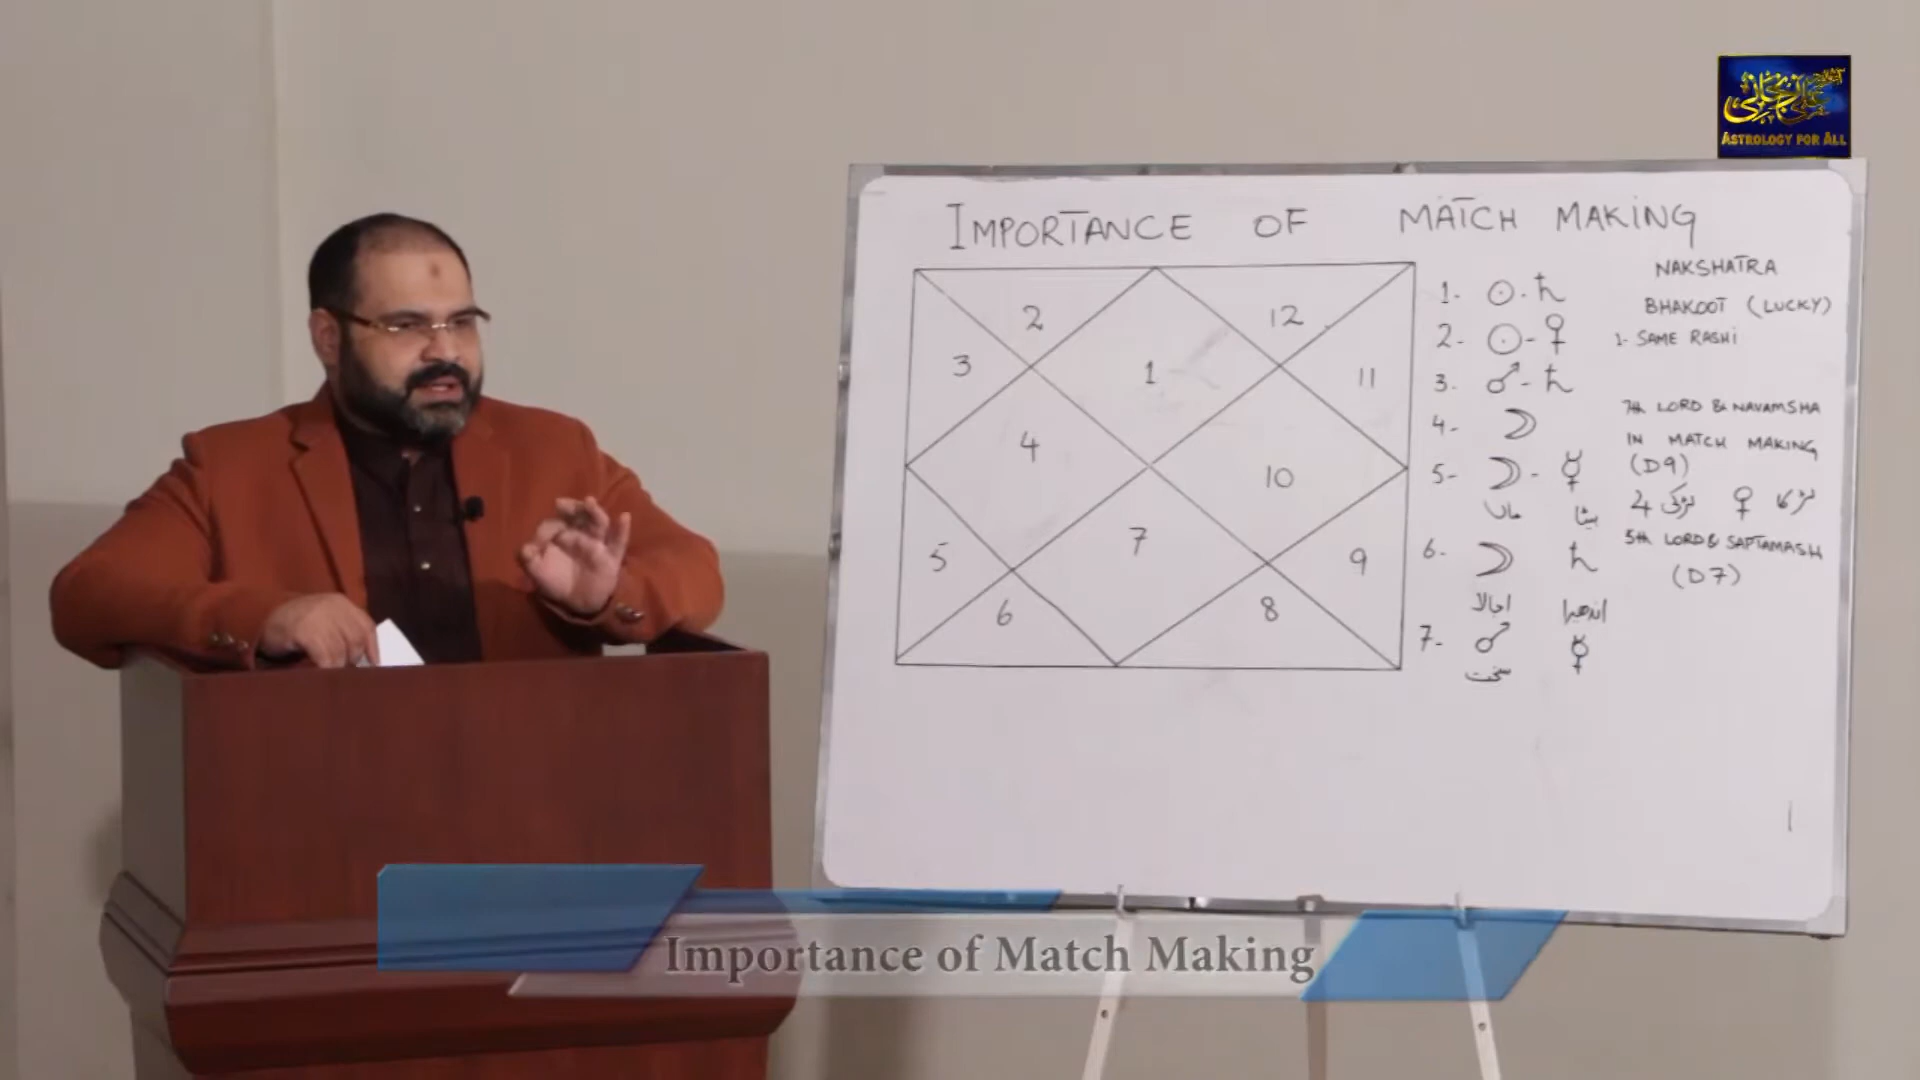 ASTROLOGY FOR ALL
IMPORTANCE OF MATCH MAKING
2
12
3
1
11
4
10
5
7
9
6
8
1- ☉ . ♄
2- ☉ - ♀
3- ♂ - ♄
4- ☽
5- ☽ - ☿
ماں بیٹا
6- ☽ ♄
اجالا اندھیرا
7- ♂ ☿
سخت
NAKSHATRA
BHAKOOT (LUCKY)
1- SAME RASHI
7th LORD & NAVAMSHA
IN MATCH MAKING
(D9)
لڑکی ♀ لڑکا
5th LORD & SAPTAMASH
(D7)
Importance of Match Making